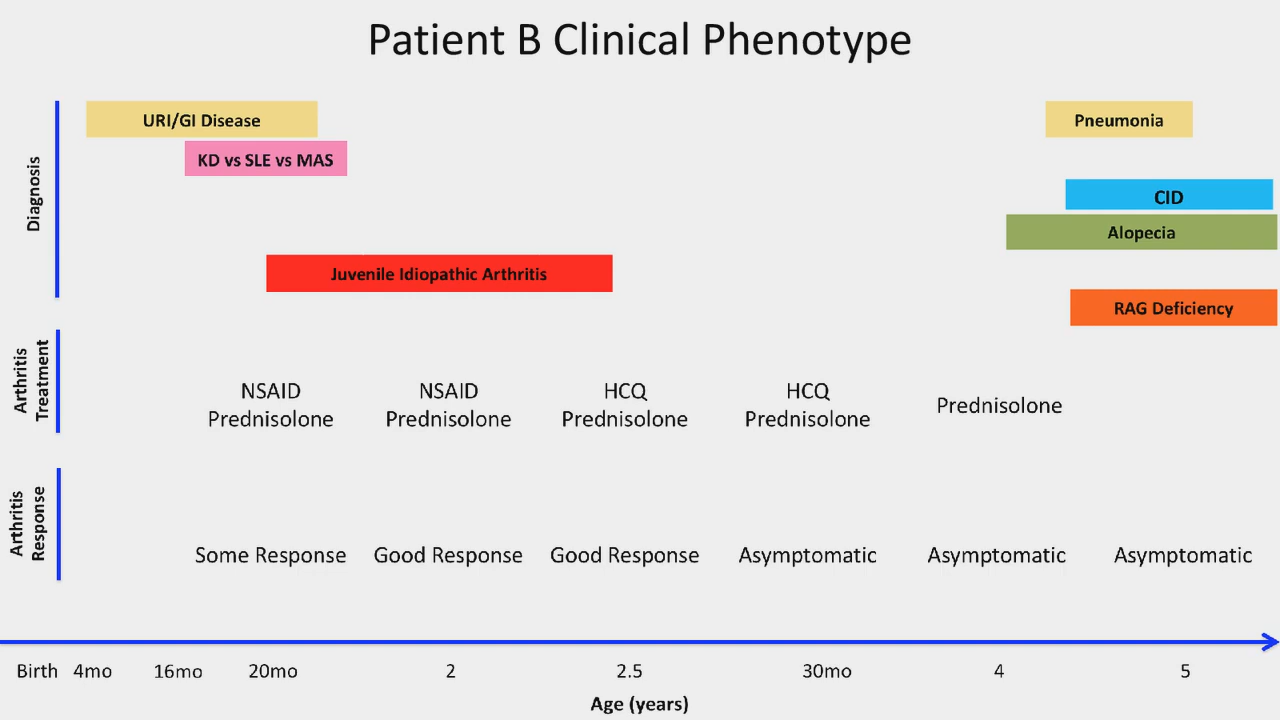 Patient B Clinical Phenotype
Diagnosis
URI/GI Disease
Pneumonia
KD vs SLE vs MAS
CID
Alopecia
Juvenile Idiopathic Arthritis
RAG Deficiency
Arthritis
Treatment
NSAID
Prednisolone
NSAID
Prednisolone
HCQ
Prednisolone
HCQ
Prednisolone
Prednisolone
Arthritis
Response
Some Response
Good Response
Good Response
Asymptomatic
Asymptomatic
Asymptomatic
Birth 4mo 16mo 20mo 2 2.5 30mo 4 5
Age (years)